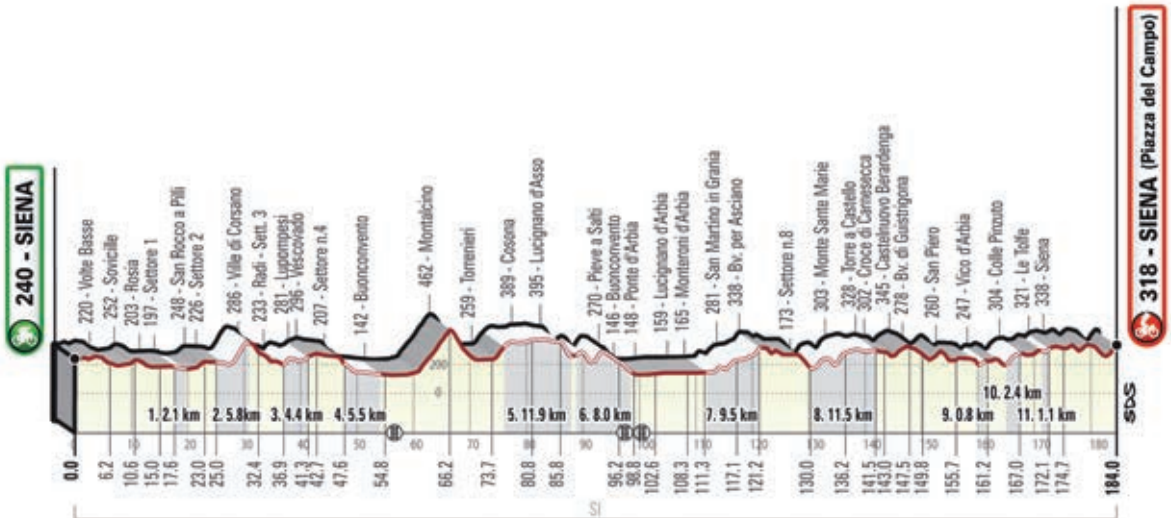 240 - SIENA
220 - Volte Basse
252 - Sovicille
203 - Rosia
197 - Settore 1
248 - San Rocco a Pilli
226 - Settore 2
286 - Ville di Corsano
233 - Radi - Sett. 3
281 - Lupompesi
296 - Vescovado
207 - Settore n.4
142 - Buonconvento
462 - Montalcino
259 - Torrenieri
389 - Cosona
395 - Lucignano d'Asso
270 - Pieve a Salti
146 - Buonconvento
148 - Ponte d'Arbia
159 - Lucignano d'Arbia
165 - Monteroni d'Arbia
281 - San Martino in Grania
338 - Bv. per Asciano
173 - Settore n.8
303 - Monte Sante Marie
328 - Torre a Castello
302 - Croce di Carnesecca
345 - Castelnuovo Berardenga
278 - Bv. di Guistrigona
260 - San Piero
247 - Vico d'Arbia
304 - Colle Pinzuto
321 - Le Tolfe
338 - Siena
318 - SIENA (Piazza del Campo)
200
0
1. 2.1 km
2. 5.8km
3. 4.4 km
4. 5.5 km
5. 11.9 km
6. 8.0 km
7. 9.5 km
8. 11.5 km
9. 0.8 km
10. 2.4 km
11. 1.1 km
SDS
10 20 30 40 50 60 70 80 90 100 110 120 130 140 150 160 170 180
0.0 6.2 10.6 15.0 17.6 23.0 25.0 32.4 36.9 41.3 42.7 47.6 54.8 66.2 73.7 80.8 85.8 96.2 98.8 102.6 108.3 111.3 117.1 121.2 130.0 136.2 141.5 143.0 147.5 149.8 155.7 161.2 167.0 172.1 174.7 184.0
SI